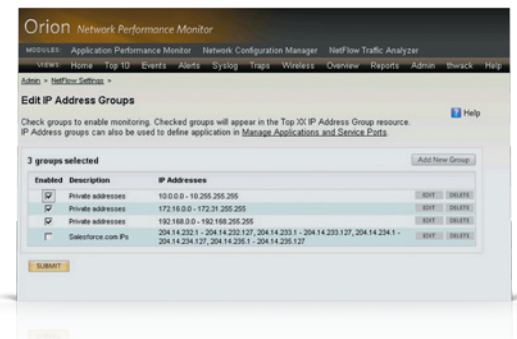 Orion Network Performance Monitor
MODULES: Application Performance Monitor Network Configuration Manager NetFlow Traffic Analyzer
VIEWS: Home Top 10 Events Alerts Syslog Traps Wireless Overview Reports Admin thwack Help
Admin > NetFlow Settings >
Edit IP Address Groups
Help
Check groups to enable monitoring. Checked groups will appear in the Top XX IP Address Group resource.
IP Address groups can also be used to define application in Manage Applications and Service Ports.
3 groups selected
Add New Group
Enabled Description IP Addresses
Private addresses 10.0.0.0 - 10.255.255.255 EDIT DELETE
Private addresses 172.16.0.0 - 172.31.255.255 EDIT DELETE
Private addresses 192.168.0.0 - 192.168.255.255 EDIT DELETE
Salesforce.com IPs 204.14.232.1 - 204.14.232.127, 204.14.233.1 - 204.14.233.127, 204.14.234.1 - EDIT DELETE
204.14.234.127, 204.14.235.1 - 204.14.235.127
SUBMIT